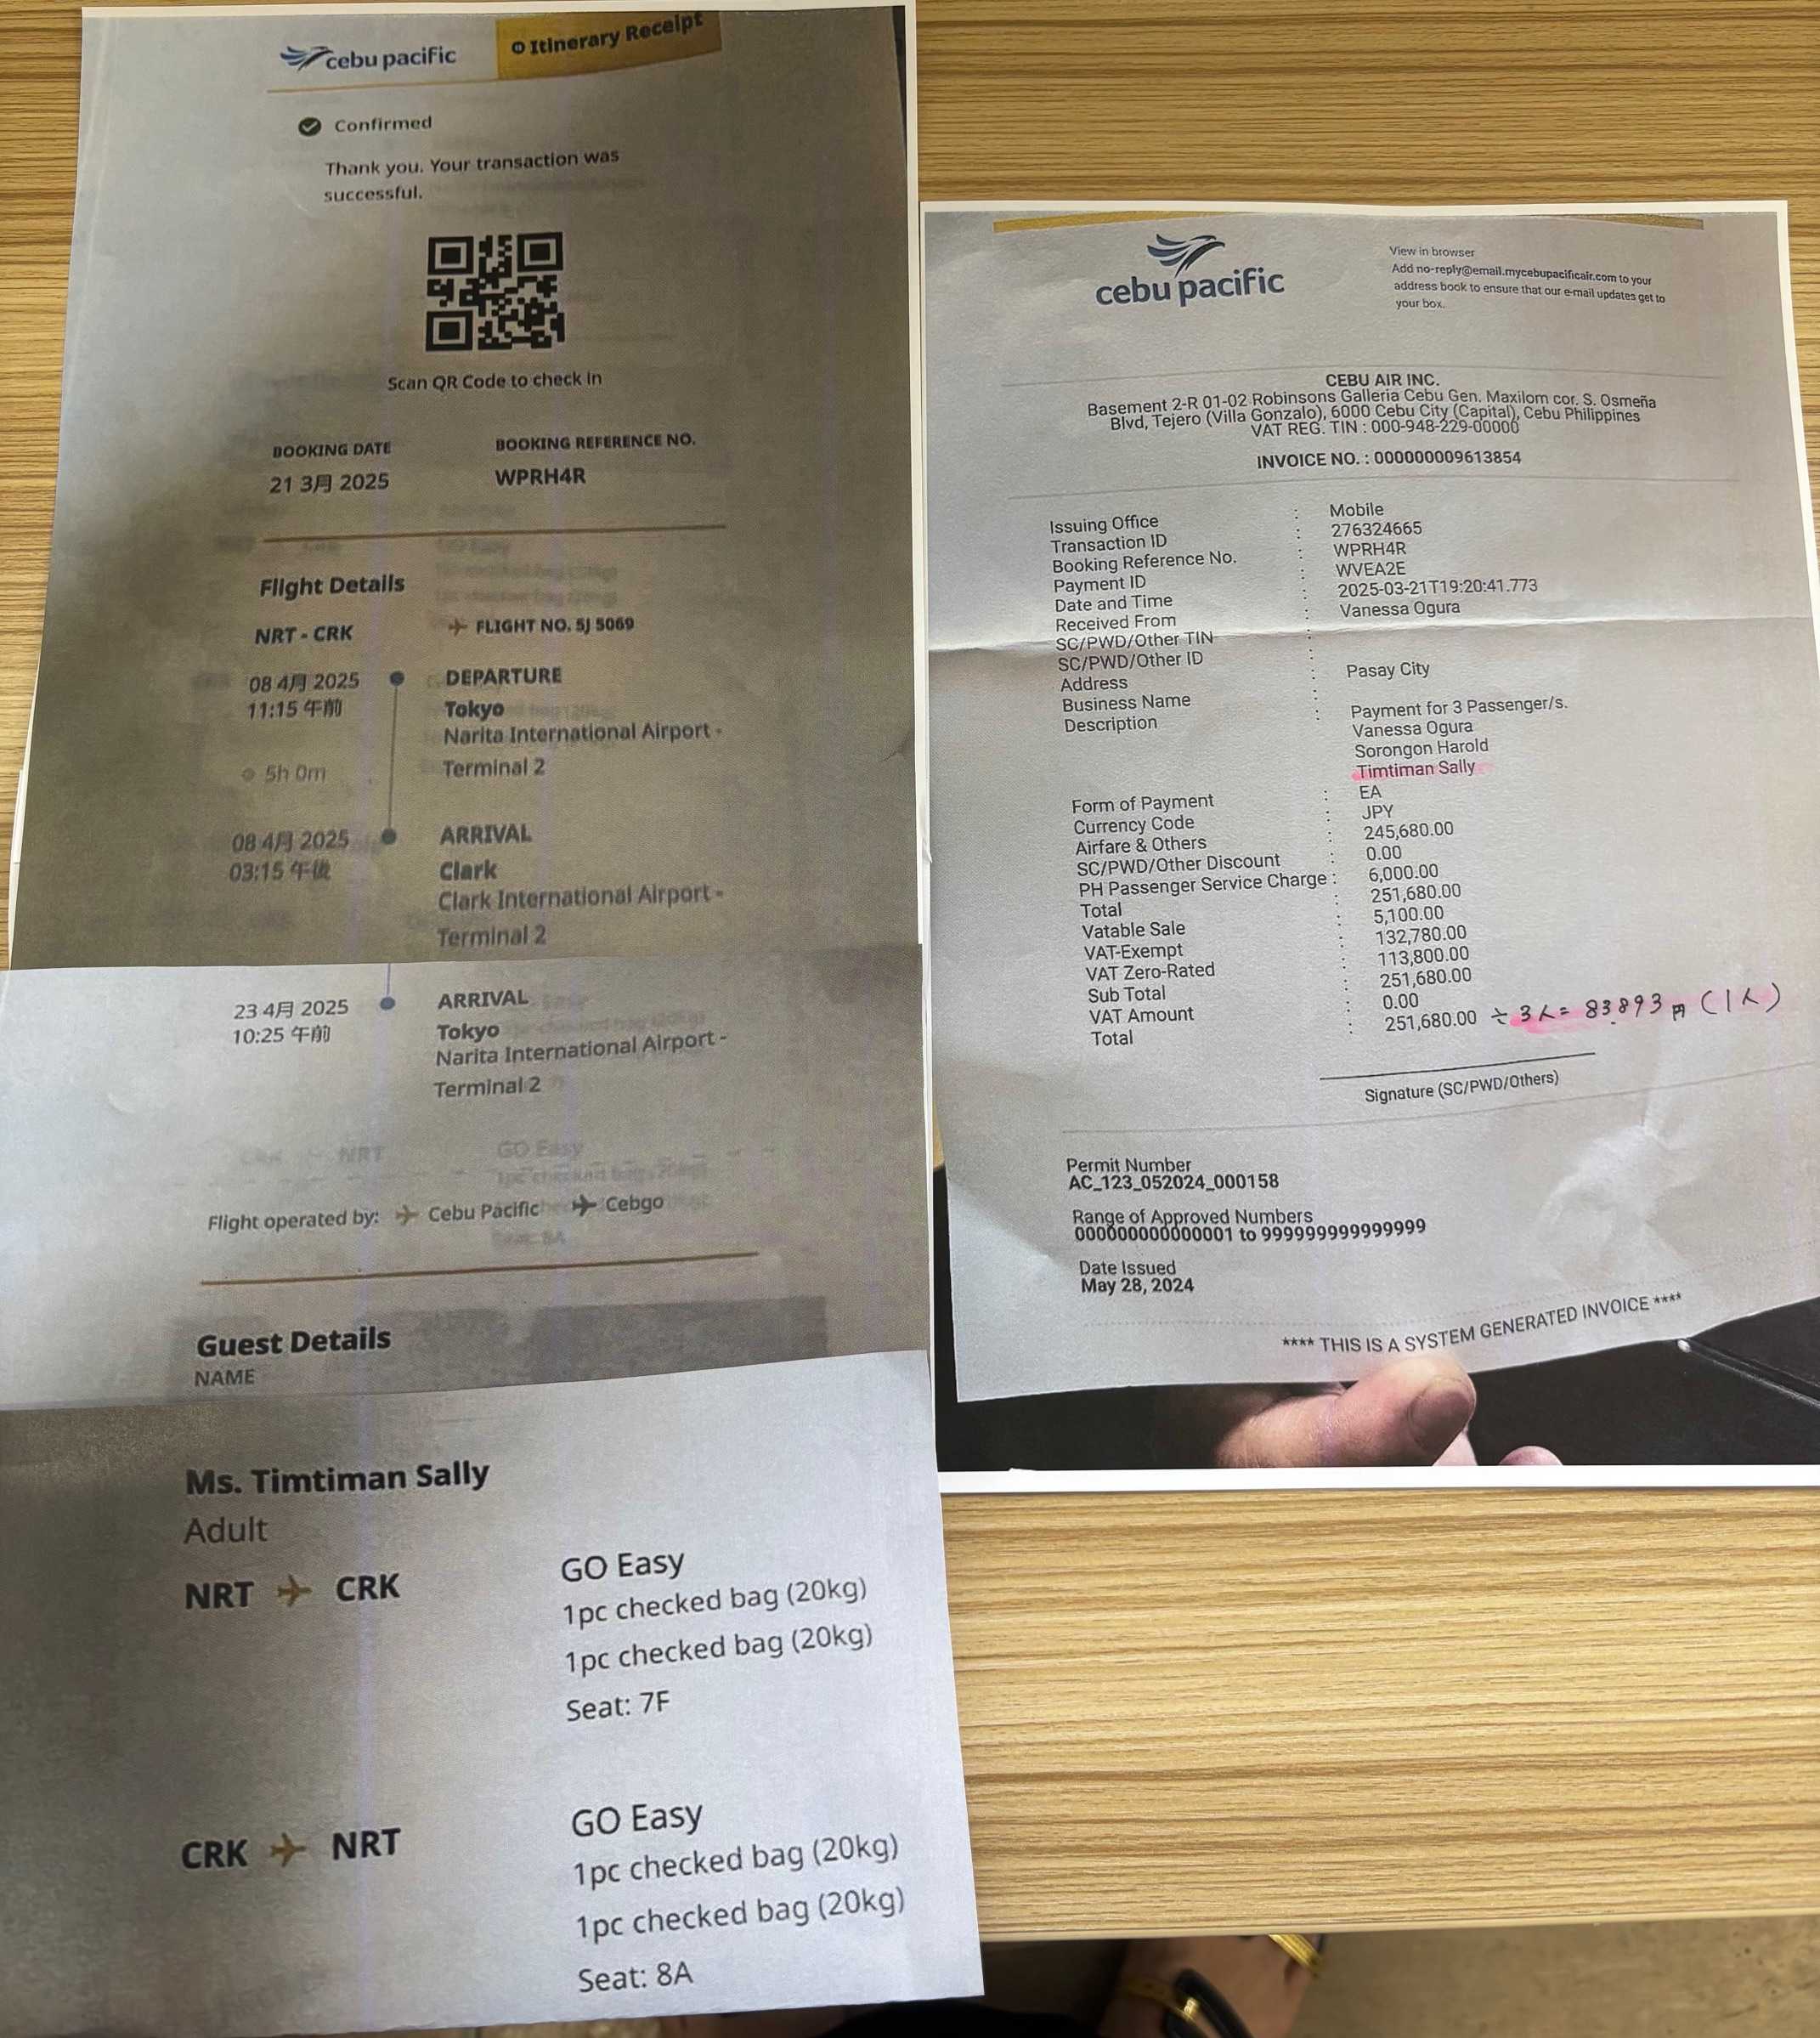 cebu pacific
Itinerary Receipt
Confirmed
Thank you. Your transaction was
successful.
Scan QR Code to check in
BOOKING DATE
BOOKING REFERENCE NO.
21 3月 2025
WPRH4R
Flight Details
NRT - CRK
FLIGHT NO. 5J 5069
08 4月 2025
11:15 午前
DEPARTURE
Tokyo
Narita International Airport -
Terminal 2
5h 0m
08 4月 2025
03:15 午後
ARRIVAL
Clark
Clark International Airport -
Terminal 2
23 4月 2025
10:25 午前
ARRIVAL
Tokyo
Narita International Airport -
Terminal 2
Flight operated by: Cebu Pacific Cebgo
Guest Details
NAME
Ms. Timtiman Sally
Adult
NRT CRK
GO Easy
1pc checked bag (20kg)
1pc checked bag (20kg)
Seat: 7F
CRK NRT
GO Easy
1pc checked bag (20kg)
1pc checked bag (20kg)
Seat: 8A
cebu pacific
View in browser
Add no-reply@email.mycebupacificair.com to your
address book to ensure that our e-mail updates get to
your box.
CEBU AIR INC.
Basement 2-R 01-02 Robinsons Galleria Cebu Gen. Maxilom cor. S. Osmeña
Blvd, Tejero (Villa Gonzalo), 6000 Cebu City (Capital), Cebu Philippines
VAT REG. TIN : 000-948-229-00000
INVOICE NO. : 000000009613854
Issuing Office : Mobile
Transaction ID : 276324665
Booking Reference No. : WPRH4R
Payment ID : WVEA2E
Date and Time : 2025-03-21T19:20:41.773
Received From : Vanessa Ogura
SC/PWD/Other TIN :
SC/PWD/Other ID :
Address : Pasay City
Business Name :
Description : Payment for 3 Passenger/s.
Vanessa Ogura
Sorongon Harold
Timtiman Sally
Form of Payment : EA
Currency Code : JPY
Airfare & Others : 245,680.00
SC/PWD/Other Discount : 0.00
PH Passenger Service Charge : 6,000.00
Total : 251,680.00
Vatable Sale : 5,100.00
VAT-Exempt : 132,780.00
VAT Zero-Rated : 113,800.00
Sub Total : 251,680.00
VAT Amount : 0.00
Total : 251,680.00 ÷ 3人= 83893円 (1人)
Signature (SC/PWD/Others)
Permit Number
AC_123_052024_000158
Range of Approved Numbers
000000000000001 to 999999999999999
Date Issued
May 28, 2024
**** THIS IS A SYSTEM GENERATED INVOICE ****